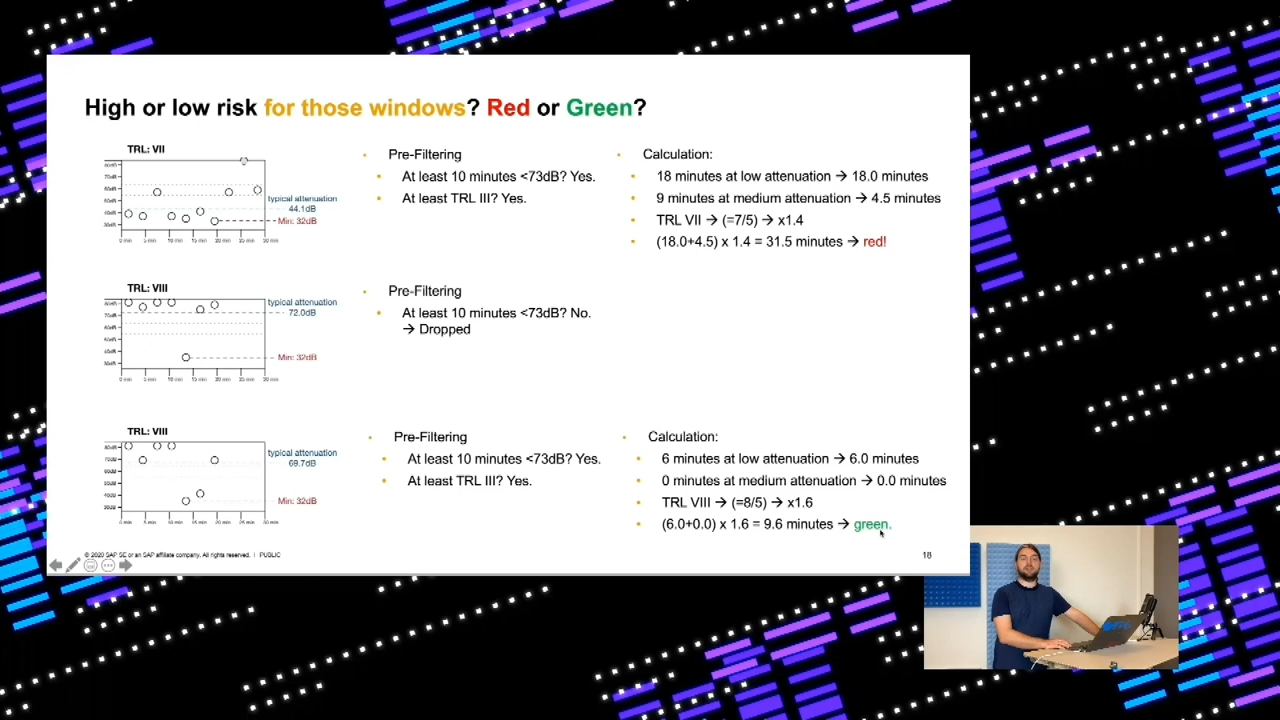 High or low risk for those windows? Red or Green?
TRL: VII
typical attenuation
44.1dB
Min: 32dB
0 min 5 min 10 min 15 min 20 min 25 min 30 min
Pre-Filtering
At least 10 minutes <73dB? Yes.
At least TRL III? Yes.
Calculation:
18 minutes at low attenuation → 18.0 minutes
9 minutes at medium attenuation → 4.5 minutes
TRL VII → (=7/5) → x1.4
(18.0+4.5) x 1.4 = 31.5 minutes → red!
TRL: VIII
typical attenuation
72.0dB
Min: 32dB
0 min 5 min 10 min 15 min 20 min 25 min 30 min
Pre-Filtering
At least 10 minutes <73dB? No.
→ Dropped
TRL: VIII
typical attenuation
69.7dB
Min: 32dB
0 min 5 min 10 min 15 min 20 min 25 min 30 min
Pre-Filtering
At least 10 minutes <73dB? Yes.
At least TRL III? Yes.
Calculation:
6 minutes at low attenuation → 6.0 minutes
0 minutes at medium attenuation → 0.0 minutes
TRL VIII → (=8/5) → x1.6
(6.0+0.0) x 1.6 = 9.6 minutes → green.
© 2020 SAP SE or an SAP affiliate company. All rights reserved. | PUBLIC
18